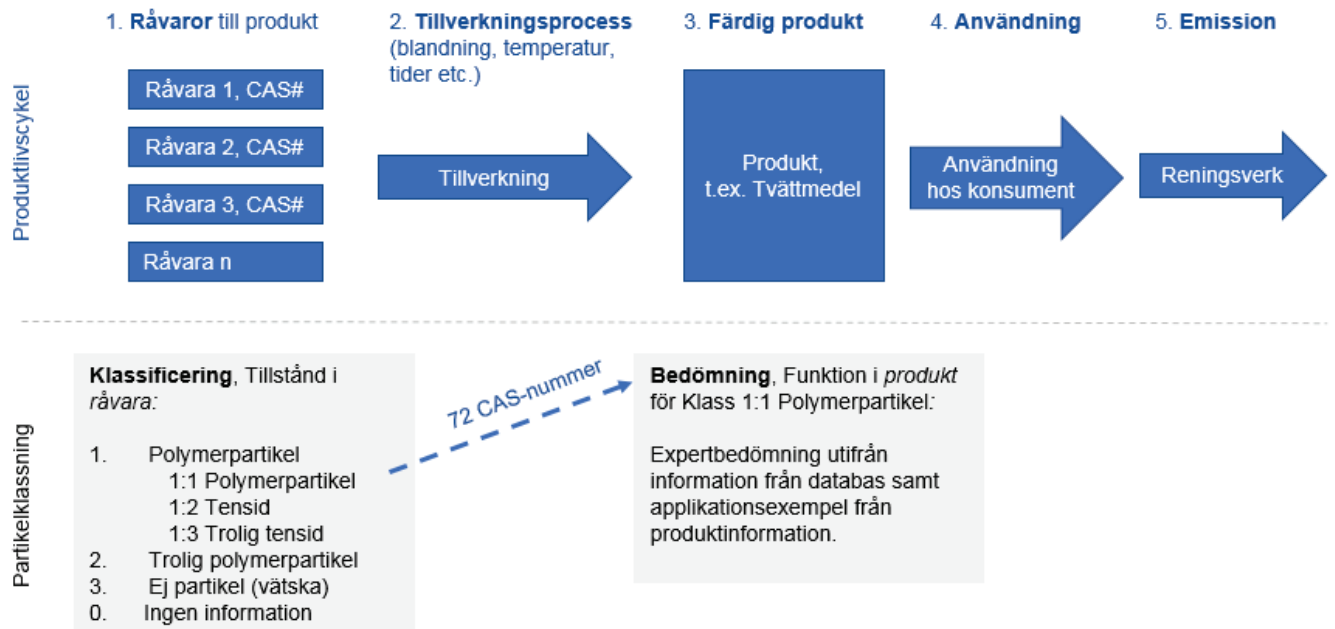 1. Råvaror till produkt
2. Tillverkningsprocess
(blandning, temperatur,
tider etc.)
3. Färdig produkt
4. Användning
5. Emission
Produktlivscykel
Råvara 1, CAS#
Råvara 2, CAS#
Råvara 3, CAS#
Råvara n
Tillverkning
Produkt,
t.ex. Tvättmedel
Användning
hos konsument
Reningsverk
Partikelklassning
Klassificering, Tillstånd i
råvara:
1. Polymerpartikel
1:1 Polymerpartikel
1:2 Tensid
1:3 Trolig tensid
2. Trolig polymerpartikel
3. Ej partikel (vätska)
0. Ingen information
72 CAS-nummer
Bedömning, Funktion i produkt
för Klass 1:1 Polymerpartikel:
Expertbedömning utifrån
information från databas samt
applikationsexempel från
produktinformation.